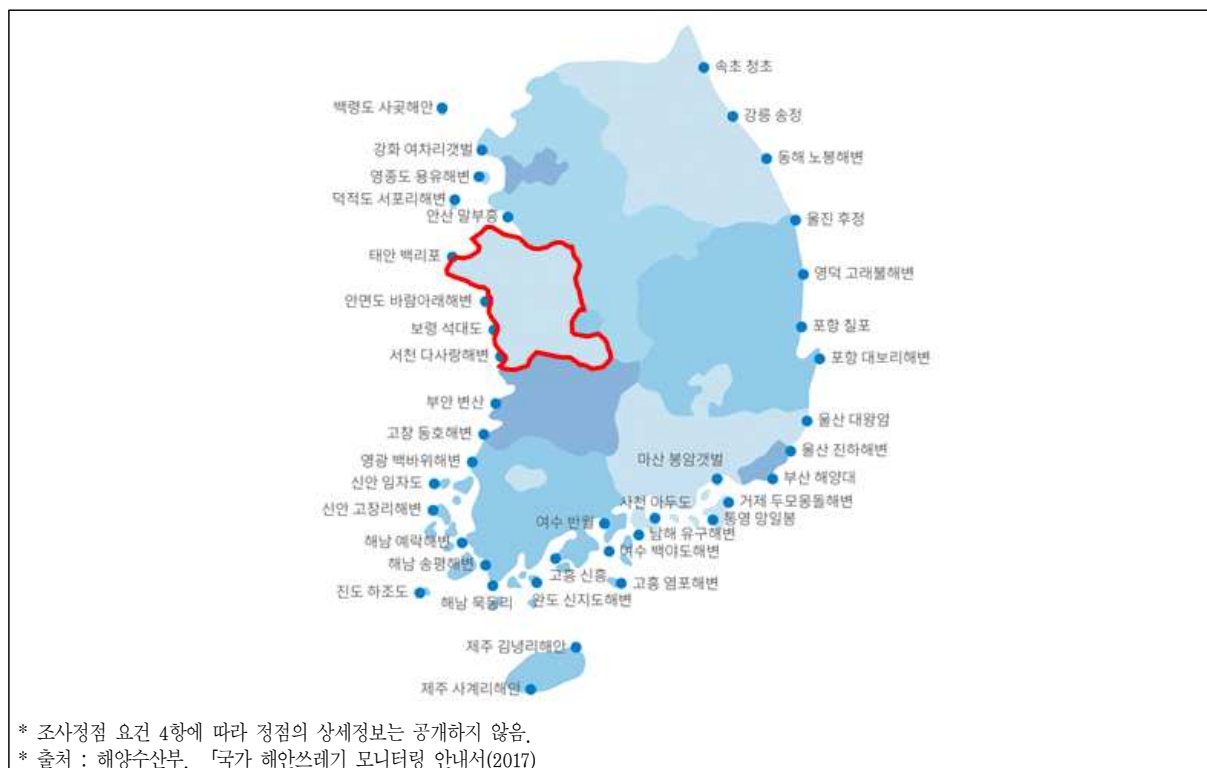 속초 청초
백령도 사곶해안
강릉 송정
강화 여차리갯벌
동해 노봉해변
영종도 용유해변
덕적도 서포리해변
안산 말부흥
울진 후정
태안 백리포
영덕 고래불해변
안면도 바람아래해변
포항 칠포
보령 석대도
서천 다사랑해변
포항 대보리해변
부안 변산
울산 대왕암
고창 동호해변
울산 진하해변
영광 백바위해변
마산 봉암갯벌
부산 해양대
신안 임자도
사천 아두도
거제 두모몽돌해변
신안 고장리해변
통영 망일봉
여수 반월
남해 유구해변
해남 예락해변
여수 백야도해변
해남 송평해변
고흥 신흥
고흥 염포해변
진도 하조도
해남 묵동리
완도 신지도해변
제주 김녕리해안
제주 사계리해안
* 조사정점 요건 4항에 따라 정점의 상세정보는 공개하지 않음.
* 출처 : 해양수산부. 「국가 해안쓰레기 모니터링 안내서(2017)